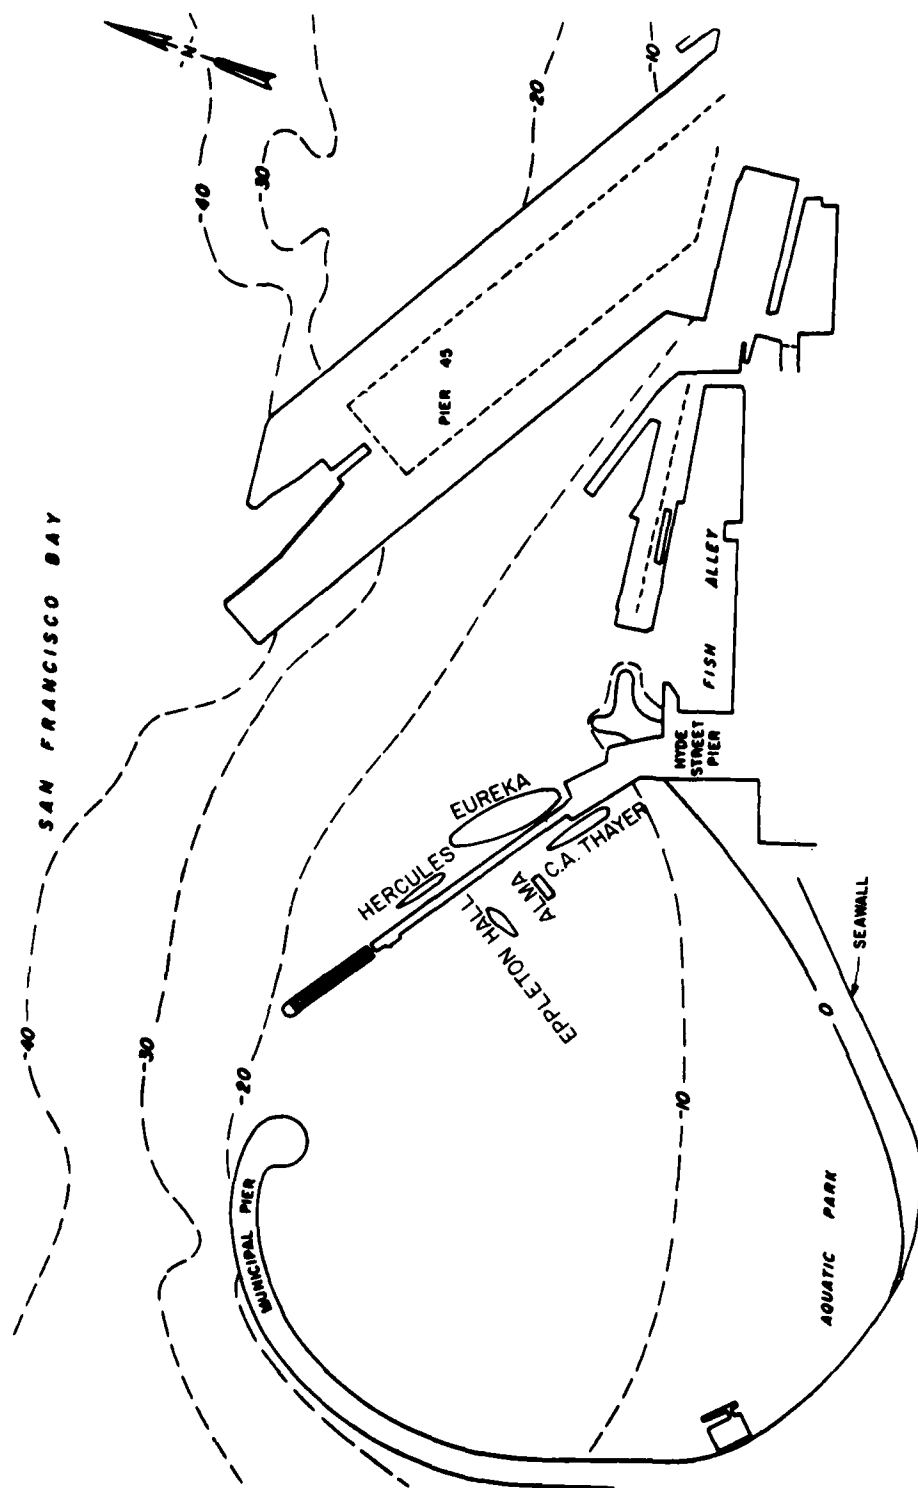 SAN FRANCISCO BAY
N
-40
-30
-20
-10
-40
-30
-20
-10
0
PIER 45
FISH ALLEY
HYDE
STREET
PIER
EUREKA
HERCULES
C.A. THAYER
ALMA
EPPLETON HALL
SEAWALL
MUNICIPAL PIER
AQUATIC PARK